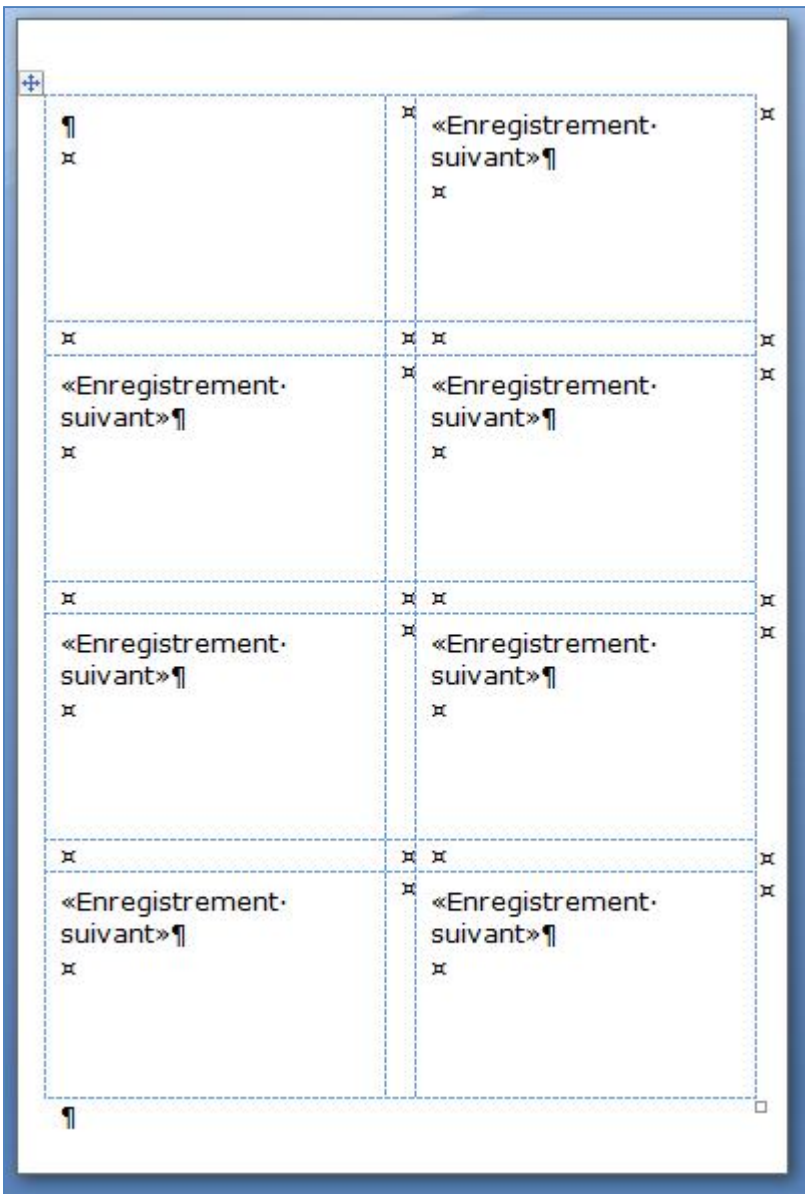 ¶ ¤ «Enregistrement·
¤ suivant»¶ ¤
¤
¤ ¤ ¤ ¤
«Enregistrement· ¤ «Enregistrement· ¤
suivant»¶ suivant»¶
¤ ¤
¤ ¤ ¤ ¤
«Enregistrement· ¤ «Enregistrement· ¤
suivant»¶ suivant»¶
¤ ¤
¤ ¤ ¤ ¤
«Enregistrement· ¤ «Enregistrement· ¤
suivant»¶ suivant»¶
¤ ¤
¶